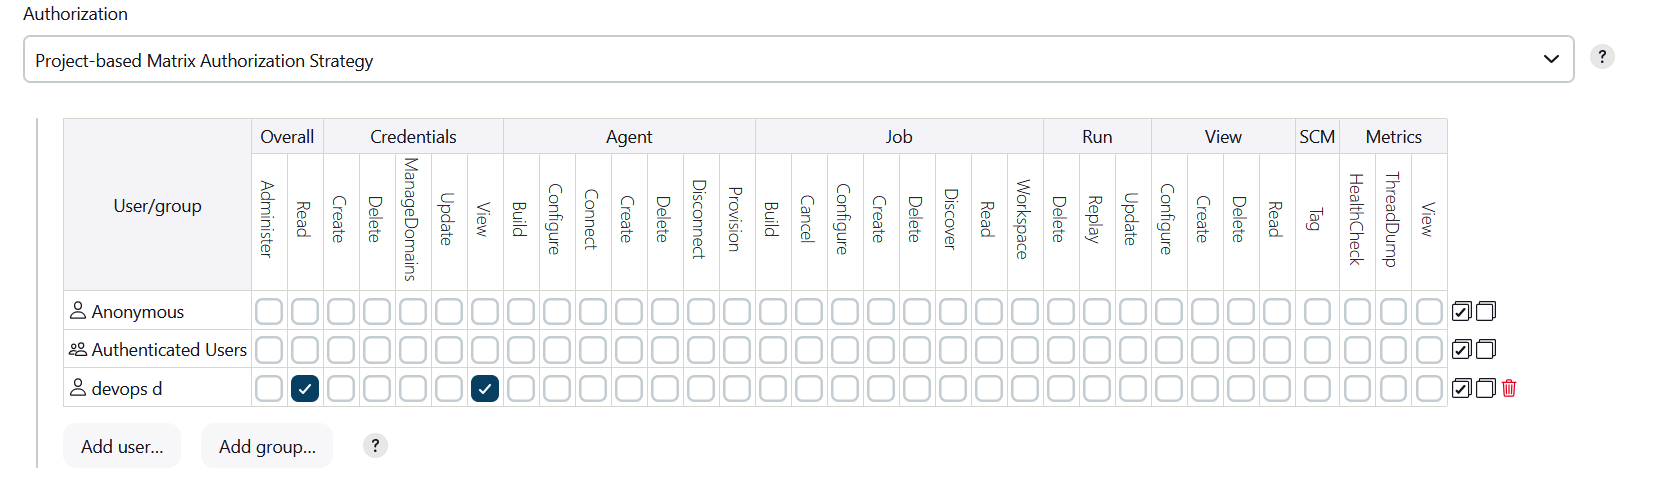 Authorization
Project-based Matrix Authorization Strategy
?
User/group
Overall
Credentials
Agent
Job
Run
View
SCM
Metrics
Administer
Read
Create
Delete
ManageDomains
Update
View
Build
Configure
Connect
Create
Delete
Disconnect
Provision
Build
Cancel
Configure
Create
Delete
Discover
Read
Workspace
Delete
Replay
Update
Configure
Create
Delete
Read
Tag
HealthCheck
ThreadDump
View
Anonymous
Authenticated Users
devops d
Add user...
Add group...
?